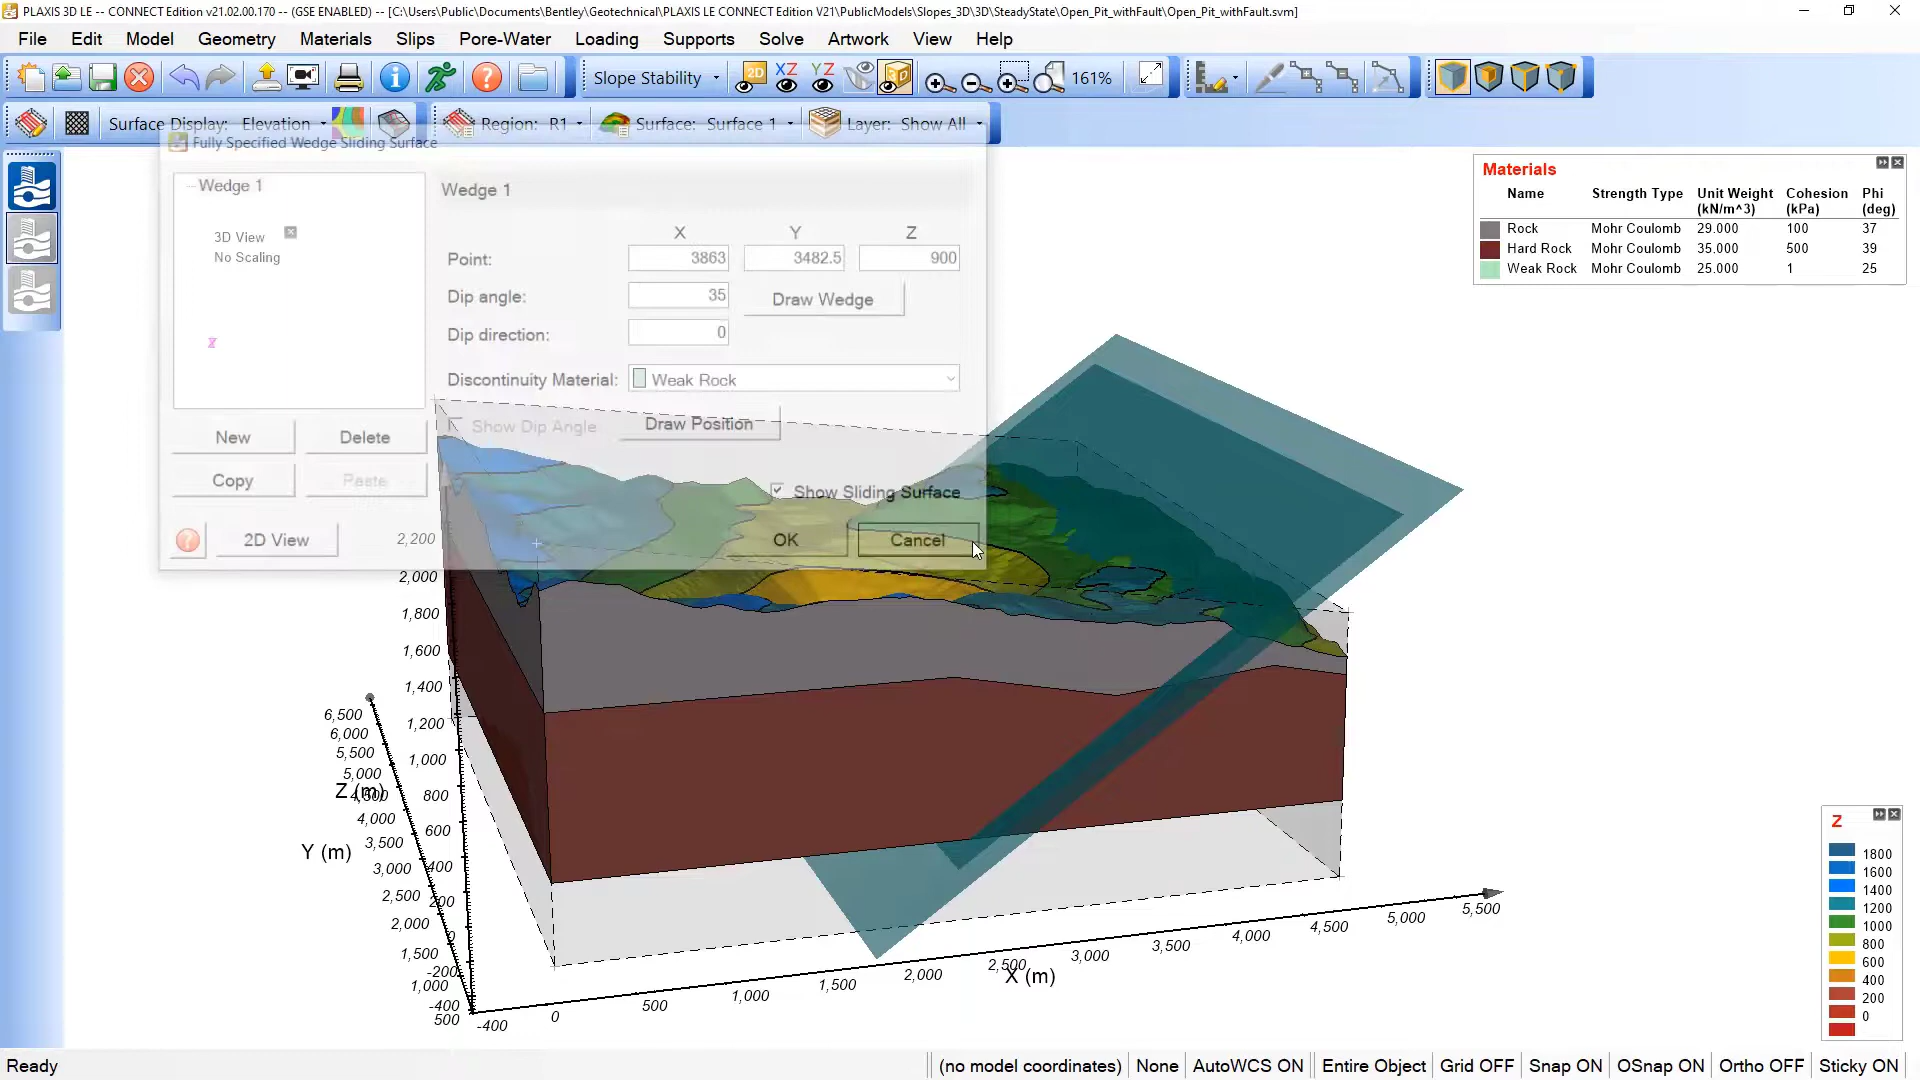 PLAXIS 3D LE -- CONNECT Edition v21.02.00.170 -- (GSE ENABLED) -- [C:\Users\Public\Documents\Bentley\Geotechnical\PLAXIS LE CONNECT Edition V21\PublicModels\Slopes_3D\3D\SteadyState\Open_Pit_withFault\Open_Pit_withFault.svm]
File Edit Model Geometry Materials Slips Pore-Water Loading Supports Solve Artwork View Help
Slope Stability 2D XZ YZ 3D 161%
Surface Display: Elevation Region: R1 Surface: Surface 1 Layer: Show All
Fully Specified Wedge Sliding Surface
Wedge 1
Wedge 1
3D View
No Scaling
Z
X Y Z
Point: 3863 3482.5 900
Dip angle: 35 Draw Wedge
Dip direction: 0
Discontinuity Material: Weak Rock
Show Dip Angle Draw Position
New Delete
Copy Paste
Show Sliding Surface
2D View OK Cancel
Materials
Name Strength Type Unit Weight (kN/m^3) Cohesion (kPa) Phi (deg)
Rock Mohr Coulomb 29.000 100 37
Hard Rock Mohr Coulomb 35.000 500 39
Weak Rock Mohr Coulomb 25.000 1 25
2,200
2,000
1,800
1,600
1,400
1,200
1,000
800
600
400
200
0
-200
-400
Z (m)
6,500
6,000
5,500
5,000
4,500
4,000
3,500
3,000
2,500
2,000
1,500
1,000
500
Y (m)
-400 0 500 1,000 1,500 2,000 2,500 3,000 3,500 4,000 4,500 5,000 5,500
X (m)
Z
1800
1600
1400
1200
1000
800
600
400
200
0
Ready (no model coordinates) None AutoWCS ON Entire Object Grid OFF Snap ON OSnap ON Ortho OFF Sticky ON